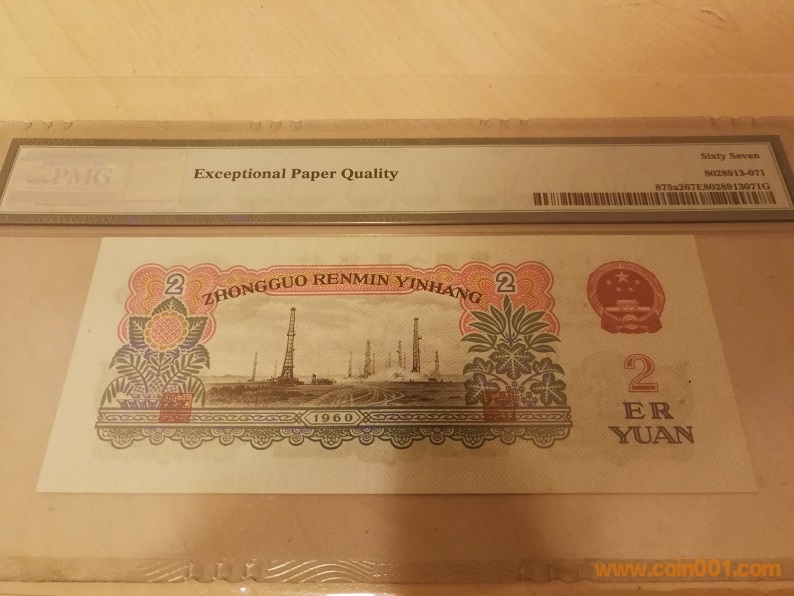 PMG
Exceptional Paper Quality
Sixty Seven
8028913-071
875a267E8028913071G
2
2
ZHONGGUO RENMIN YINHANG
1960
2
ER
YUAN
www.coin001.com